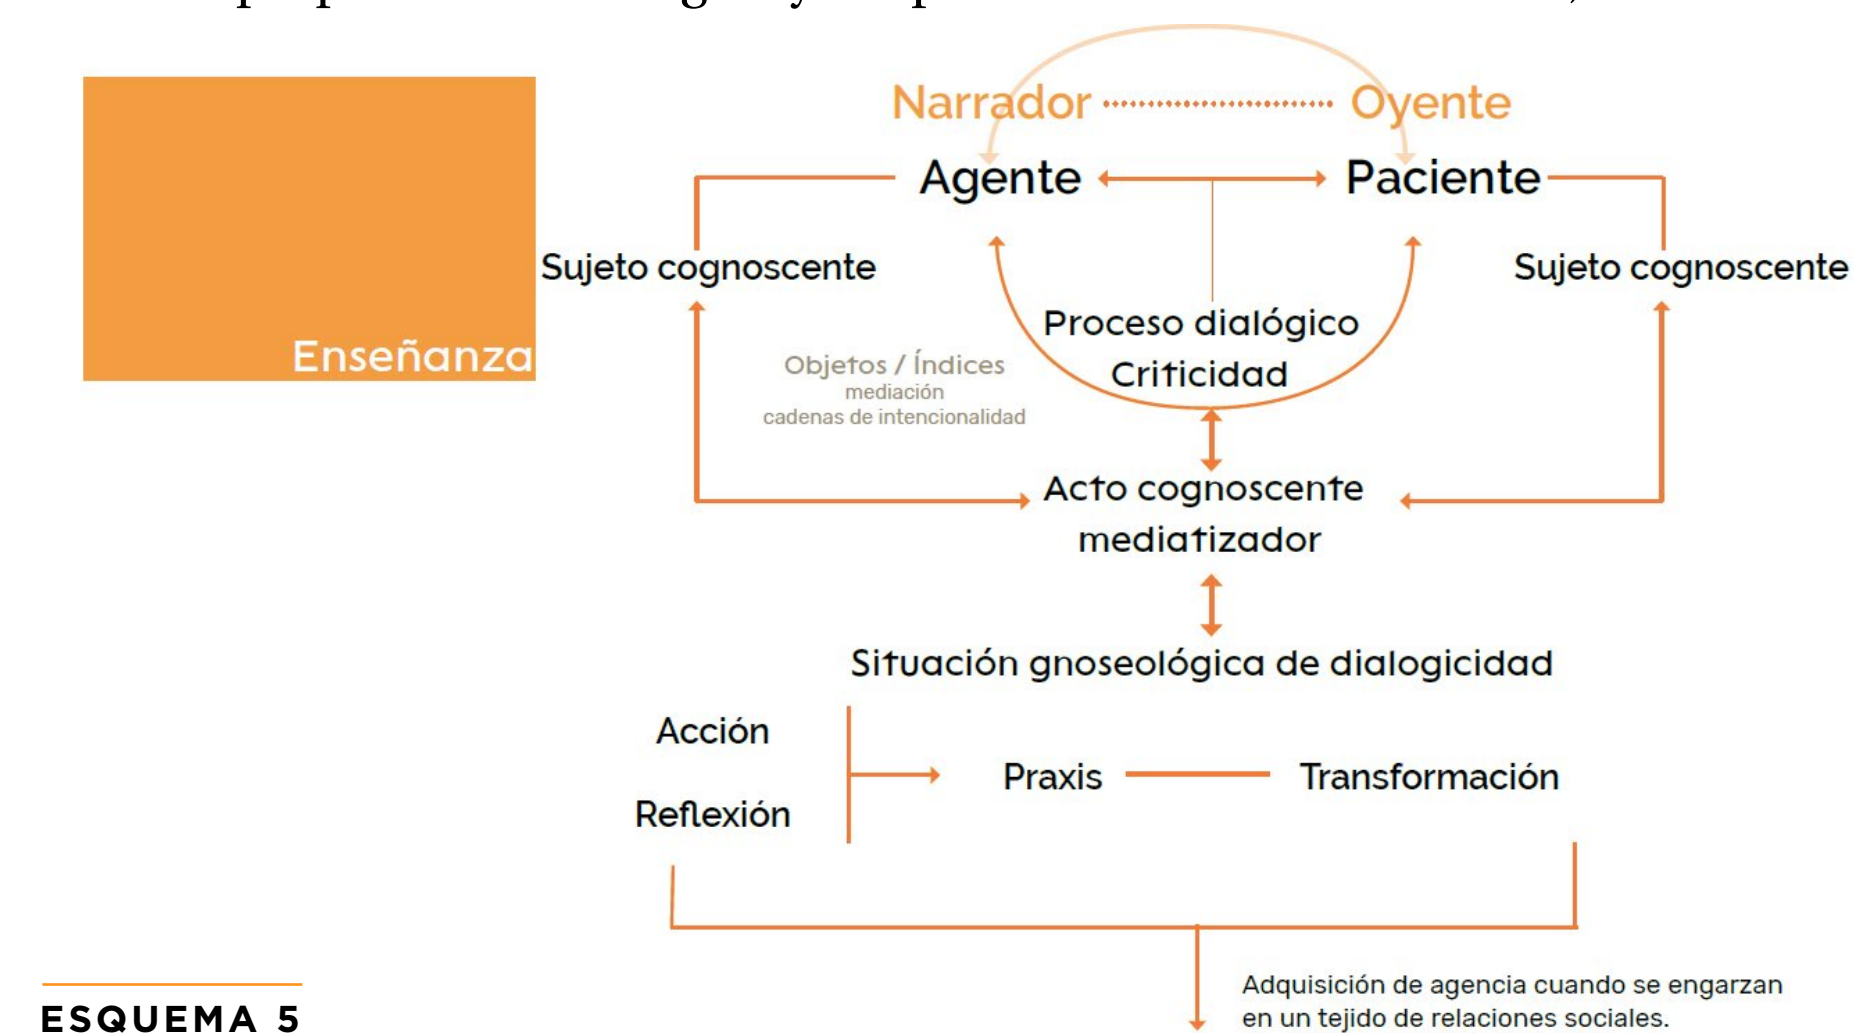 Narrador
Oyente
Agente
Paciente
Sujeto cognoscente
Sujeto cognoscente
Enseñanza
Proceso dialógico
Criticidad
Objetos / Índices
mediación
cadenas de intencionalidad
Acto cognoscente
mediatizador
Situación gnoseológica de dialogicidad
Acción
Reflexión
Praxis
Transformación
Adquisición de agencia cuando se engarzan
en un tejido de relaciones sociales.
ESQUEMA 5